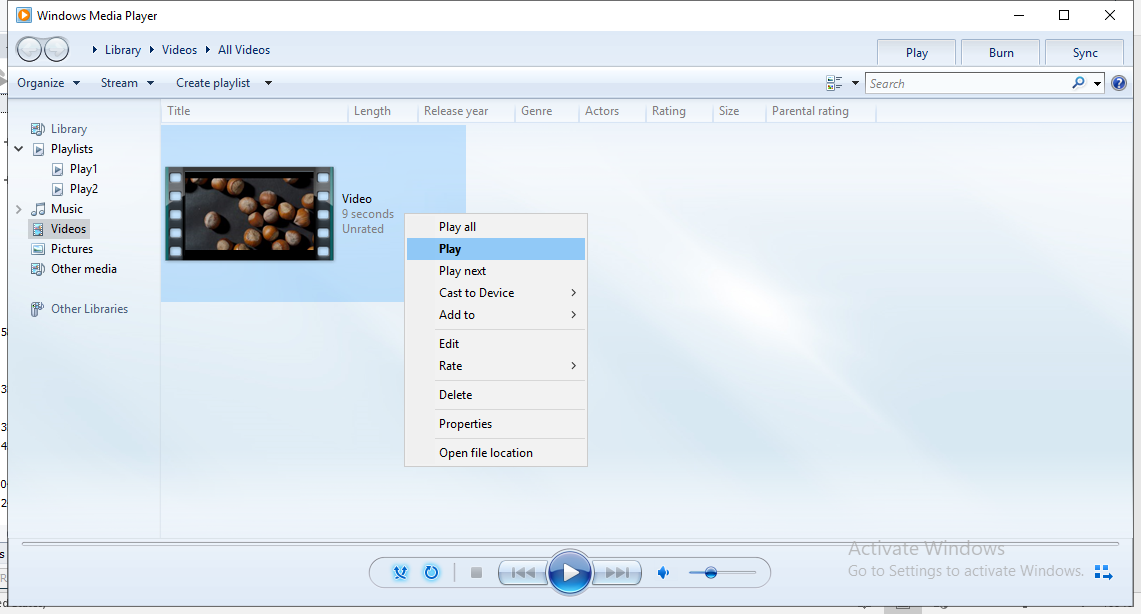 Windows Media Player
Library Videos All Videos
Play Burn Sync
Organize Stream Create playlist
Search
Title Length Release year Genre Actors Rating Size Parental rating
Library
Playlists
Play1
Play2
Music
Videos
Pictures
Other media
Other Libraries
Video
9 seconds
Unrated
Play all
Play
Play next
Cast to Device
Add to
Edit
Rate
Delete
Properties
Open file location
Activate Windows
Go to Settings to activate Windows.